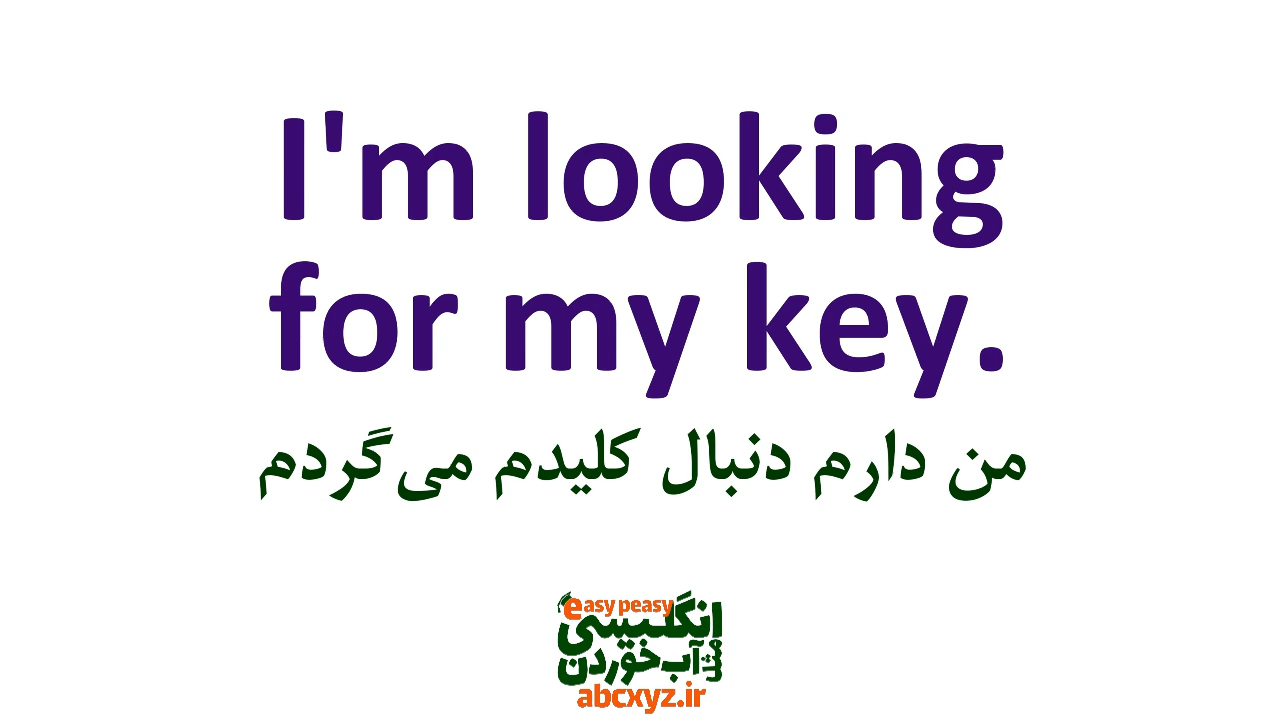 I'm looking
for my key.
من دارم دنبال کلیدم می‌گردم
easy peasy
انگلیسی
مثل آب خوردن
abcxyz.ir